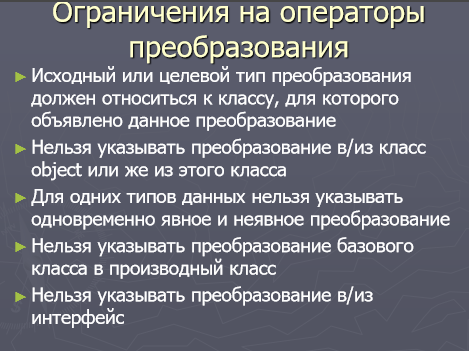 Ограничения на операторы
преобразования
Исходный или целевой тип преобразования
должен относиться к классу, для которого
объявлено данное преобразование
Нельзя указывать преобразование в/из класс
object или же из этого класса
Для одних типов данных нельзя указывать
одновременно явное и неявное преобразование
Нельзя указывать преобразование базового
класса в производный класс
Нельзя указывать преобразование в/из
интерфейс